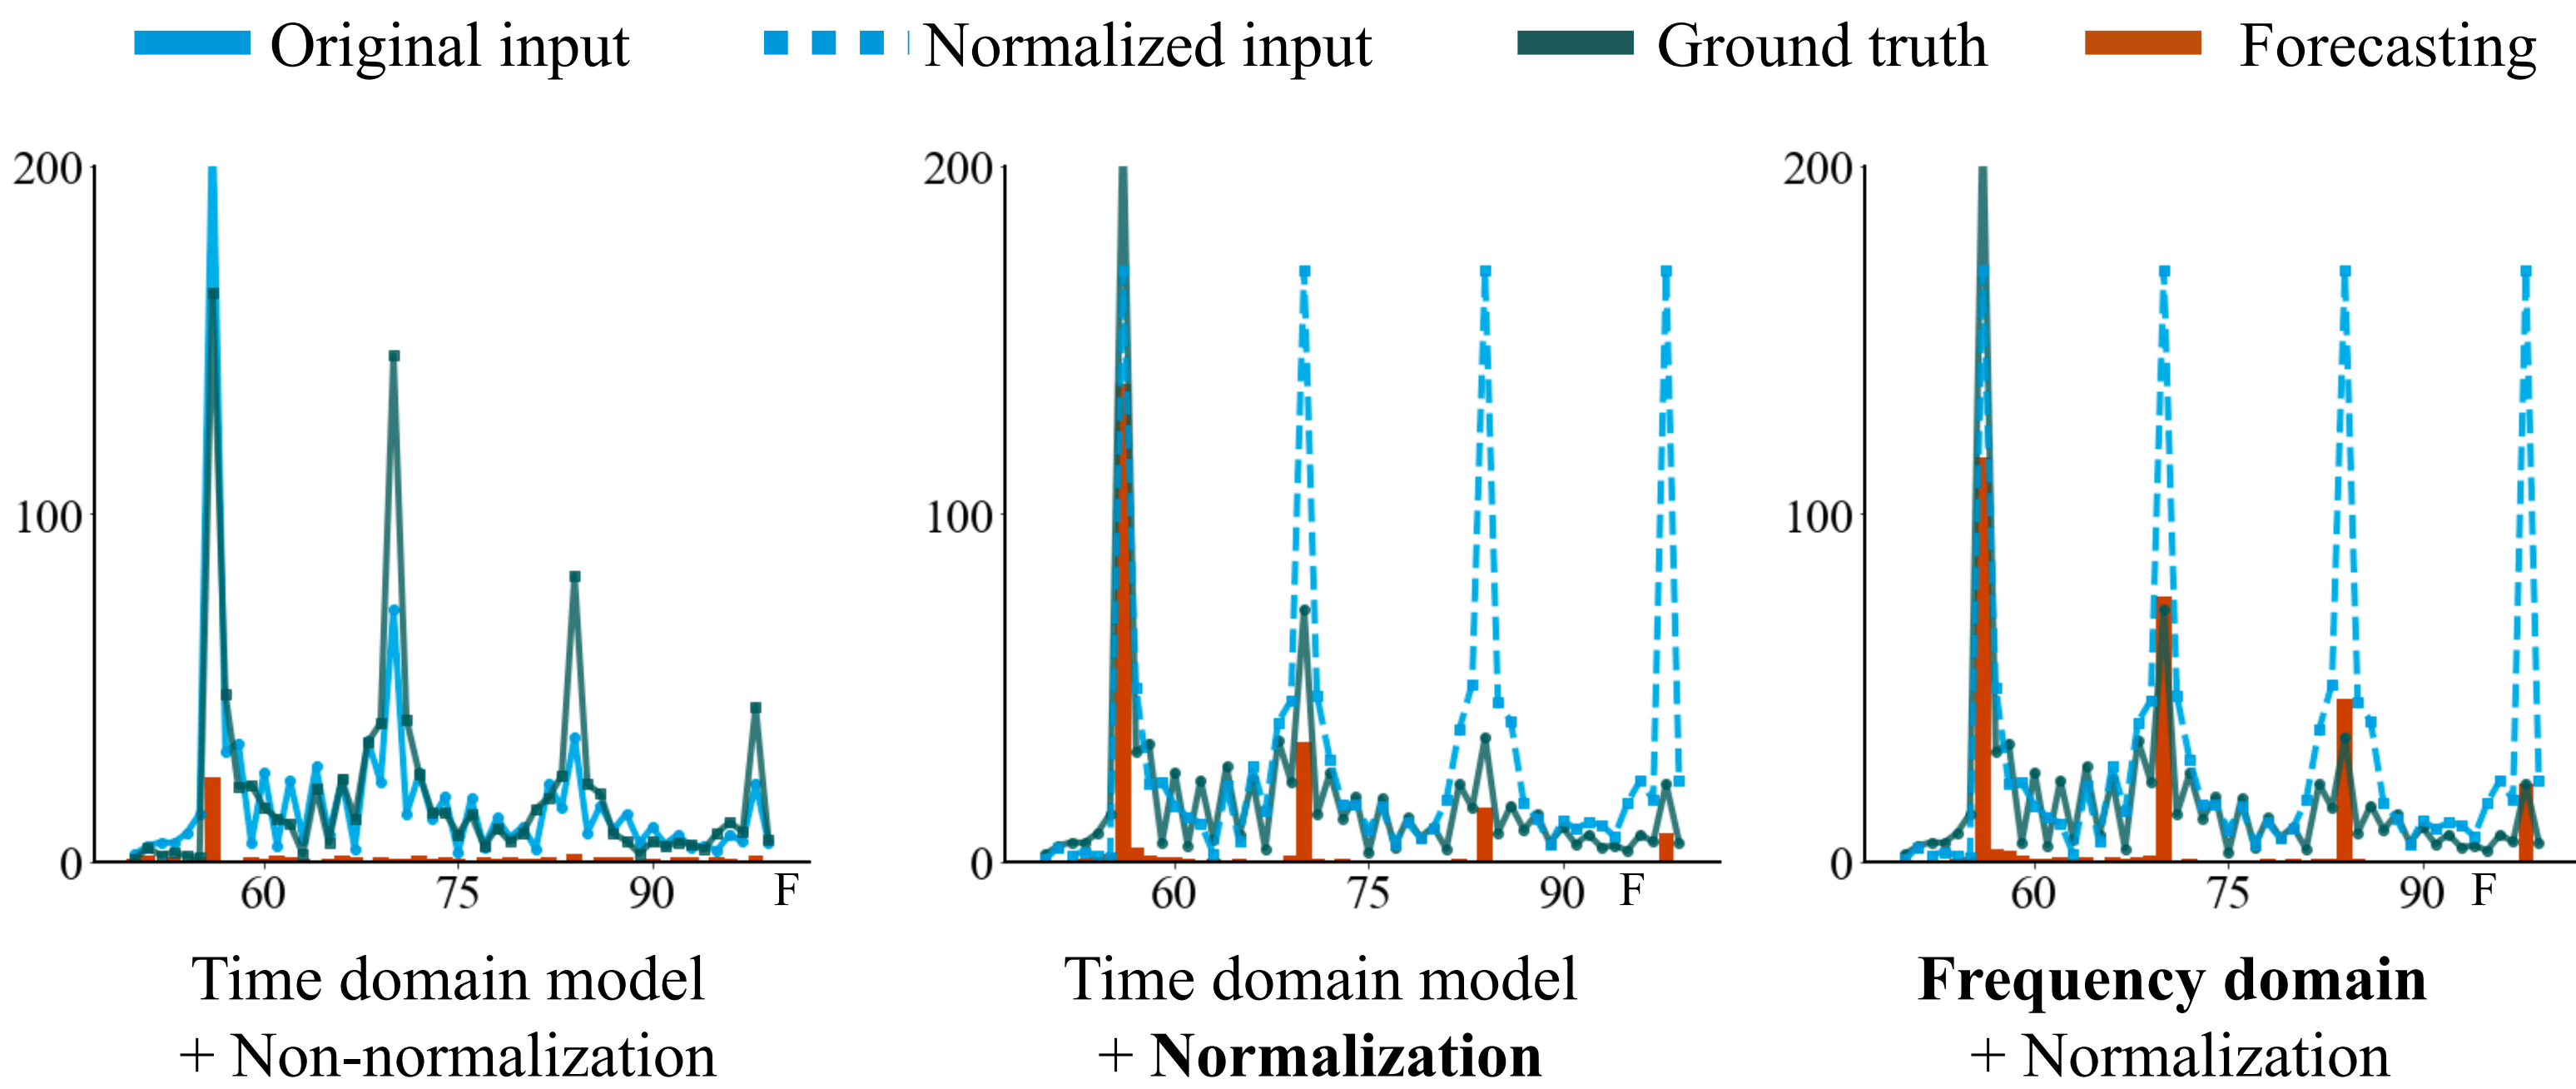 Original input Normalized input Ground truth Forecasting
200 200 200
100 100 100
0 0 0
60 75 90 F 60 75 90 F 60 75 90 F
Time domain model Time domain model Frequency domain
+ Non-normalization + Normalization + Normalization